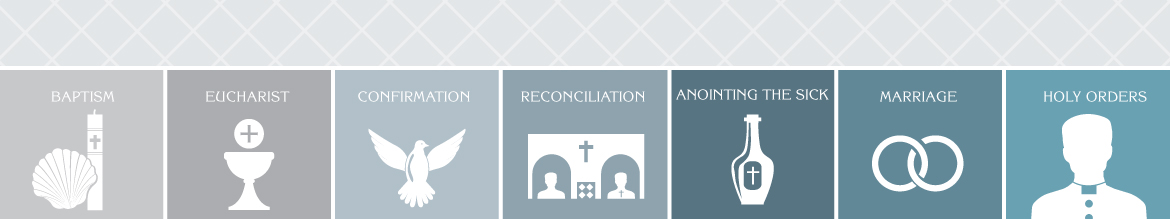 BAPTISM
EUCHARIST
CONFIRMATION
RECONCILIATION
ANOINTING THE SICK
MARRIAGE
HOLY ORDERS